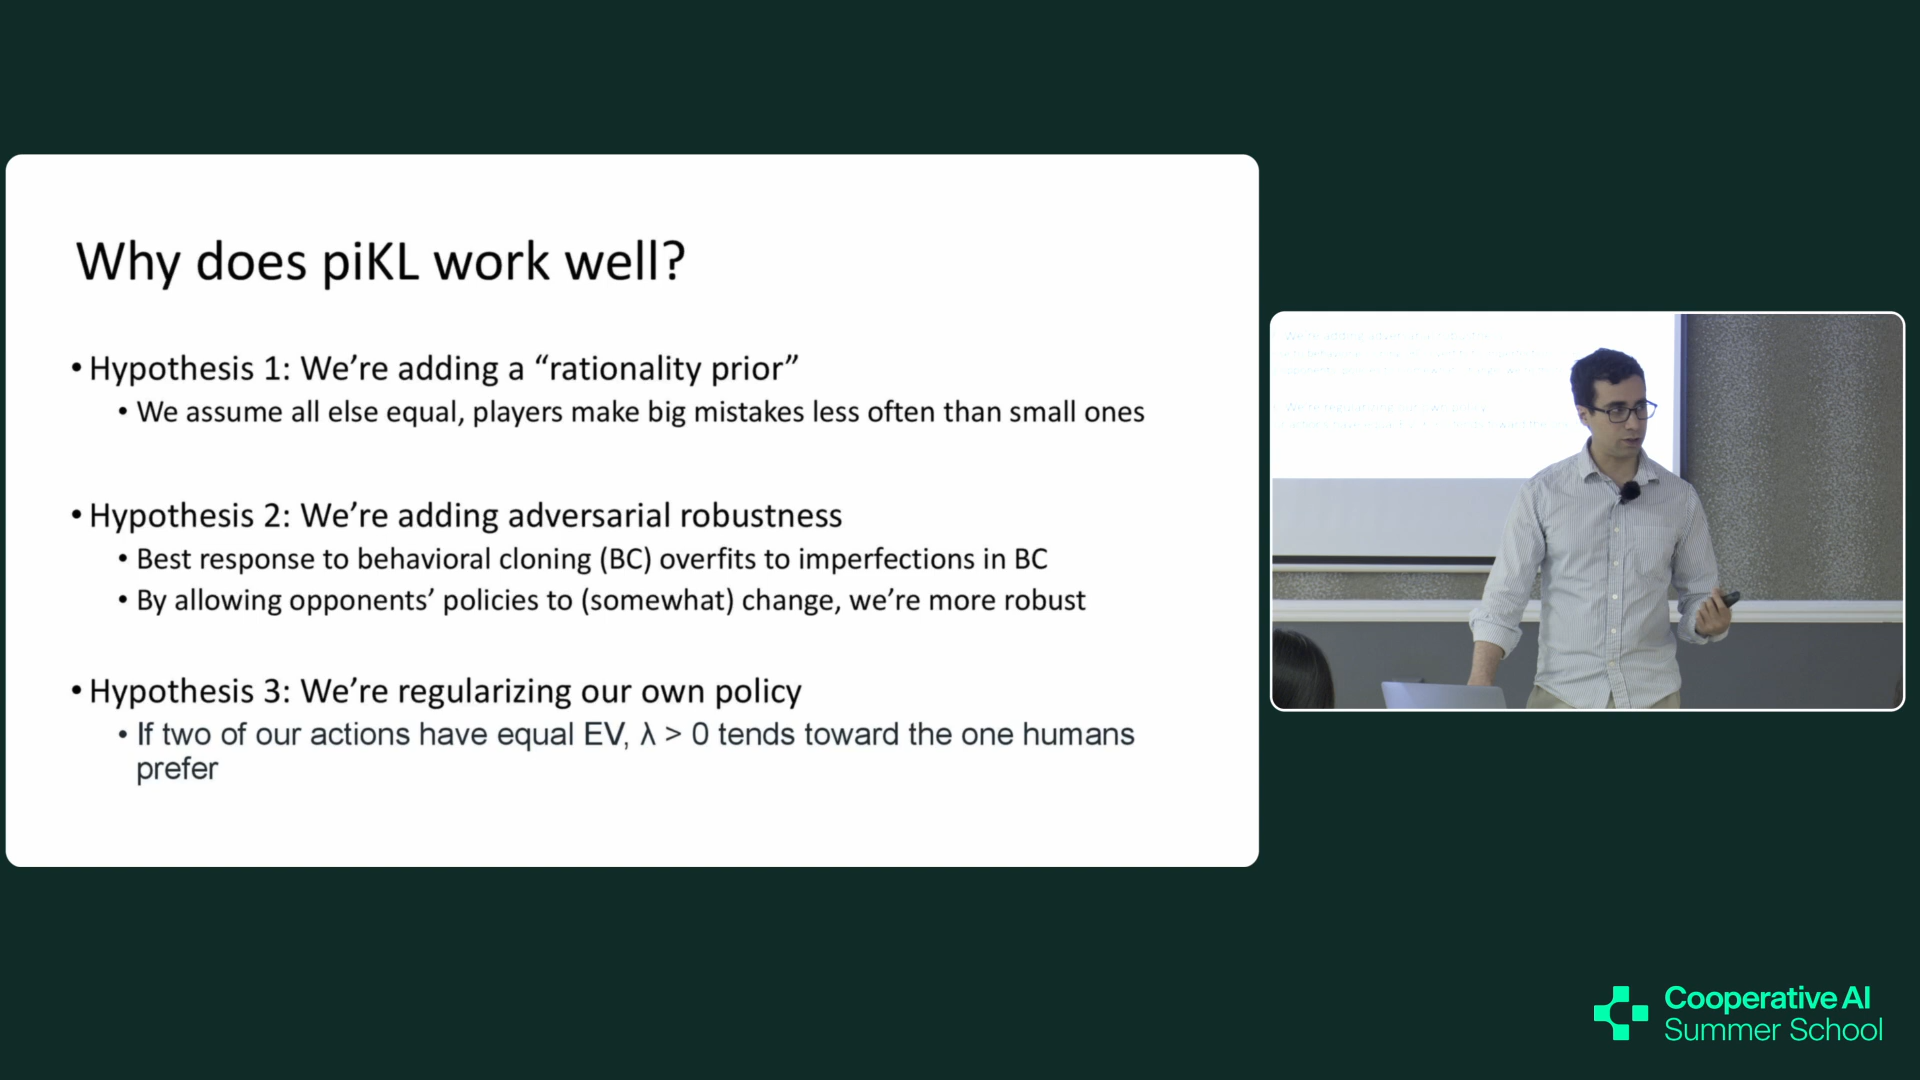 Why does piKL work well?
• Hypothesis 1: We're adding a “rationality prior”
• We assume all else equal, players make big mistakes less often than small ones
• Hypothesis 2: We're adding adversarial robustness
• Best response to behavioral cloning (BC) overfits to imperfections in BC
• By allowing opponents' policies to (somewhat) change, we're more robust
• Hypothesis 3: We're regularizing our own policy
• If two of our actions have equal EV, λ > 0 tends toward the one humans
prefer
Cooperative AI
Summer School